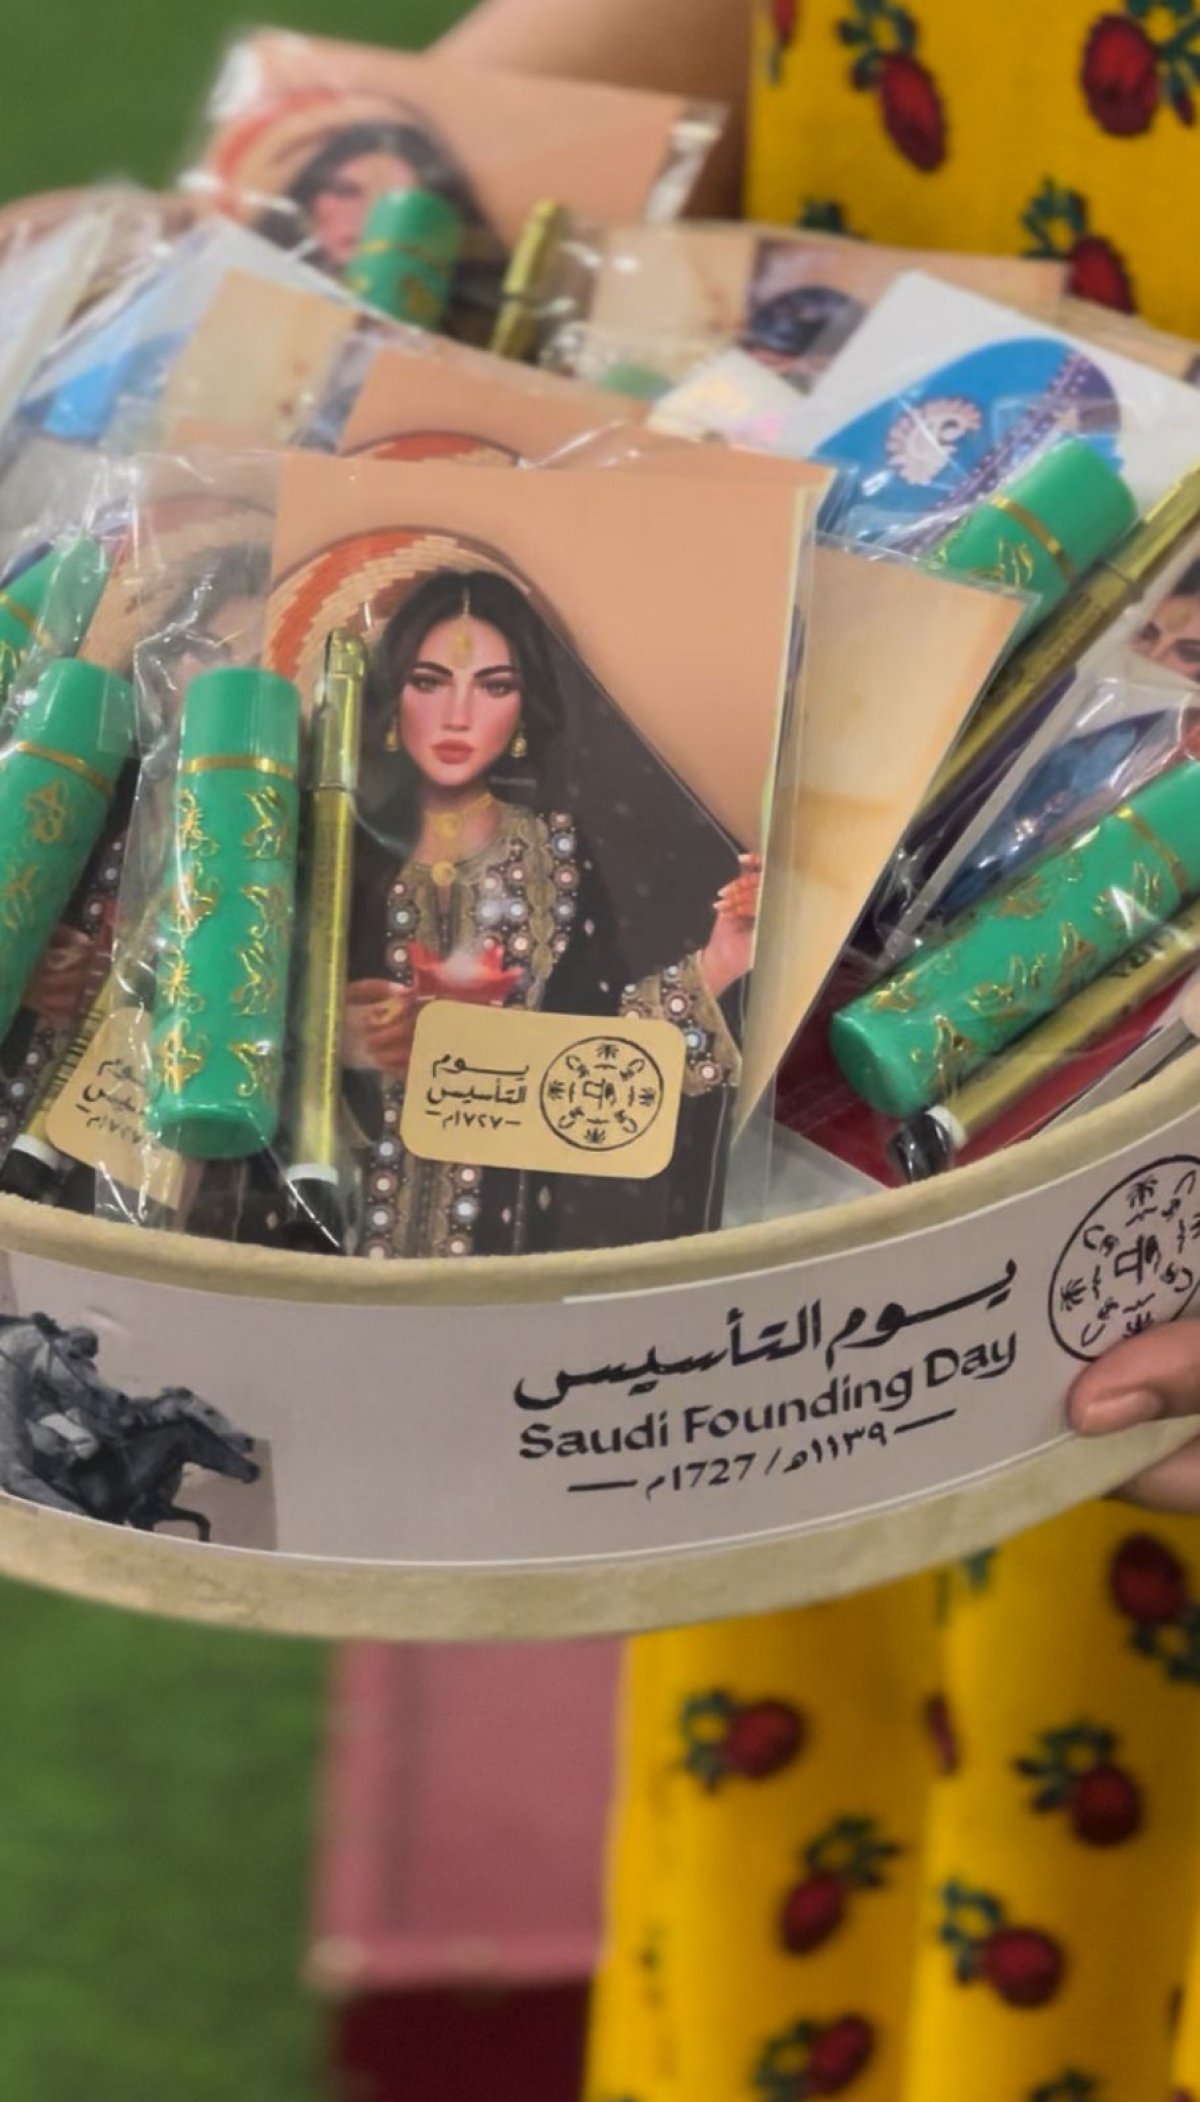 يوم
التأسيس
١٧٢٧م
يوم التأسيس
Saudi Founding Day
١١٣٩هـ / 1727م